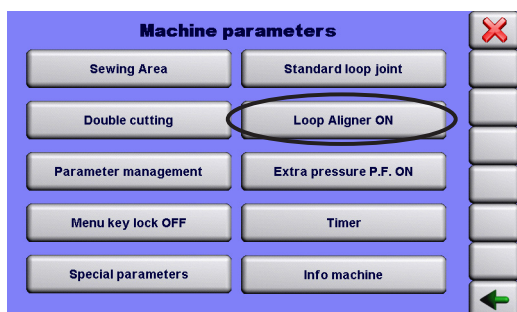 Machine parameters
Sewing Area
Standard loop joint
Double cutting
Loop Aligner ON
Parameter management
Extra pressure P.F. ON
Menu key lock OFF
Timer
Special parameters
Info machine